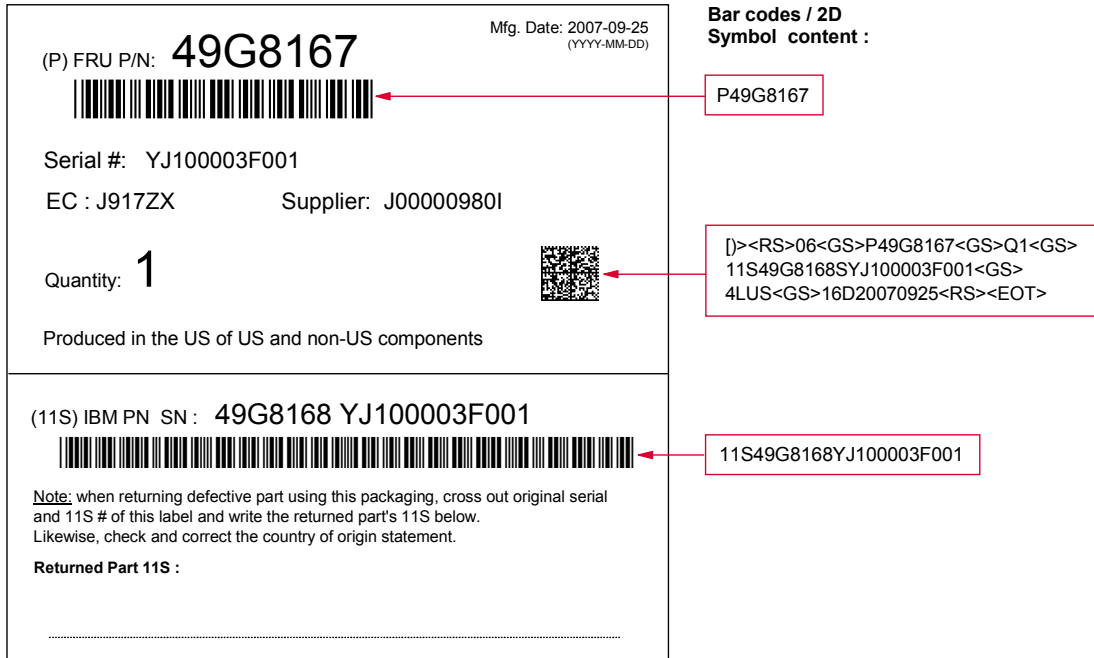 Mfg. Date: 2007-09-25
(YYYY-MM-DD)
(P) FRU P/N: 49G8167
Serial #: YJ100003F001
EC : J917ZX Supplier: J00000980I
Quantity: 1
Produced in the US of US and non-US components
(11S) IBM PN SN : 49G8168 YJ100003F001
Note: when returning defective part using this packaging, cross out original serial
and 11S # of this label and write the returned part's 11S below.
Likewise, check and correct the country of origin statement.
Returned Part 11S :
Bar codes / 2D
Symbol content :
P49G8167
[)><RS>06<GS>P49G8167<GS>Q1<GS>
11S49G8168SYJ100003F001<GS>
4LUS<GS>16D20070925<RS><EOT>
11S49G8168YJ100003F001